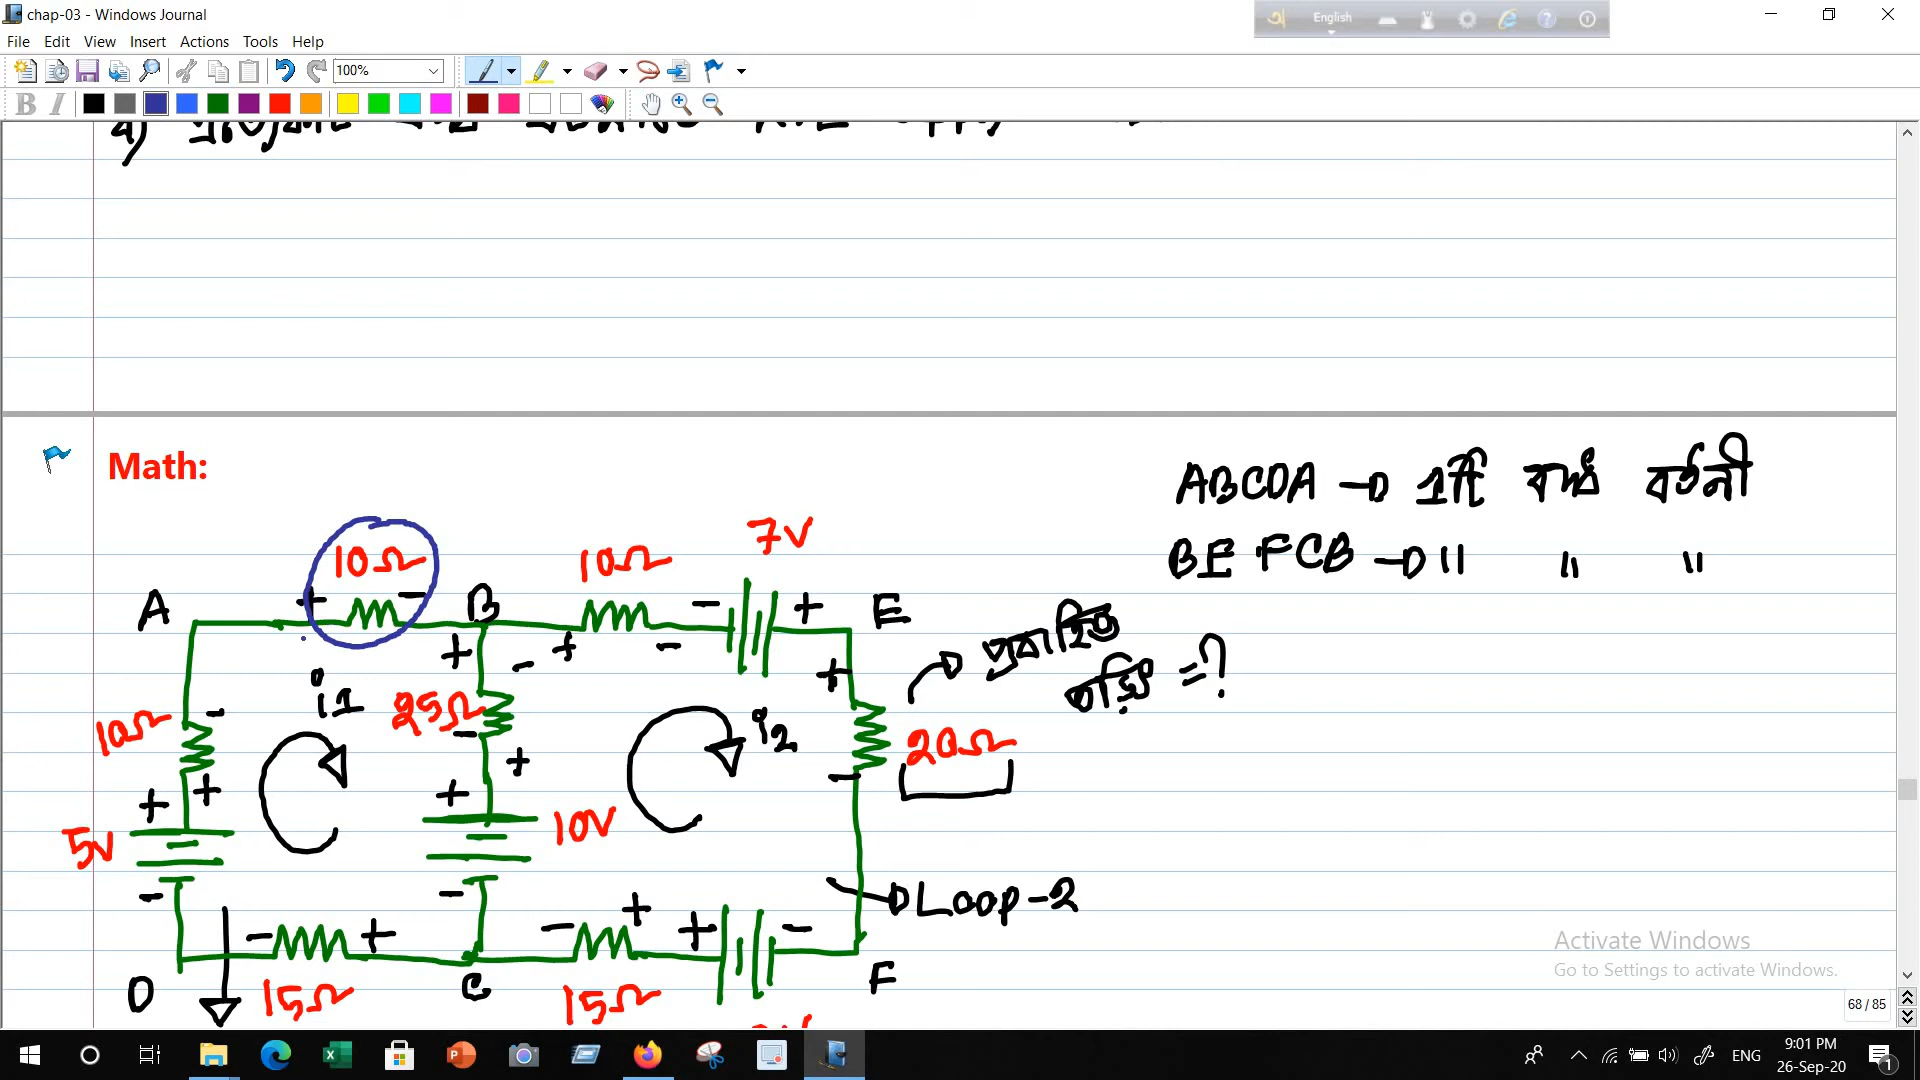 chap-03 - Windows Journal
English
File Edit View Insert Actions Tools Help
100%
B I
Math:
ABCDA → 1টি বদ্ধ বর্তনী
BEFCB → " " "
7V
10Ω 10Ω
A + - B - + E
+ - + - -
প্রবাহিত
তড়িৎ = ?
i1 25Ω i2
10Ω 20Ω
5V 10V
Loop-2
- + - + + -
D 15Ω C 15Ω F
Activate Windows
Go to Settings to activate Windows.
68 / 85
ENG
9:01 PM
26-Sep-20
1